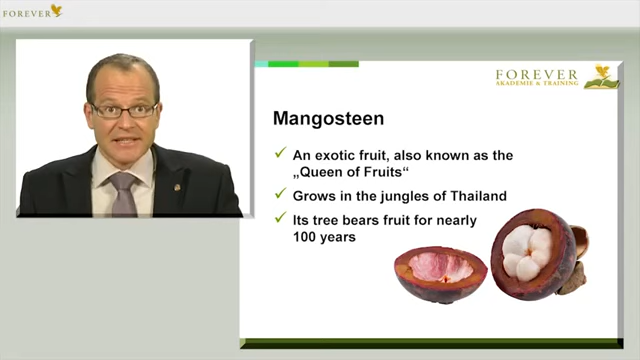 FOREVER
FOREVER
AKADEMIE & TRAINING
Mangosteen
An exotic fruit, also known as the
„Queen of Fruits“
Grows in the jungles of Thailand
Its tree bears fruit for nearly
100 years